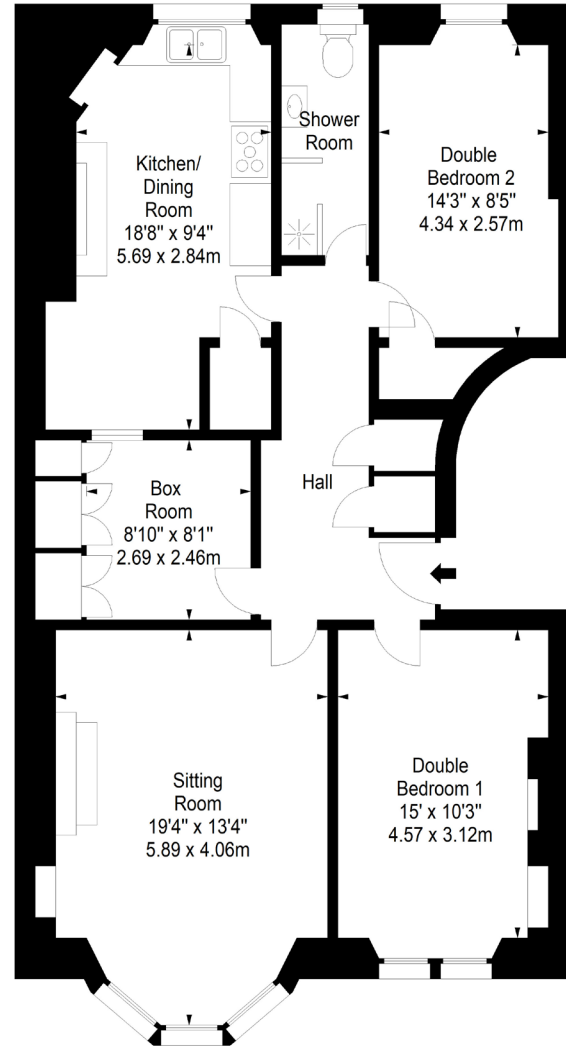 Kitchen/
Dining
Room
18'8" x 9'4"
5.69 x 2.84m
Shower
Room
Double
Bedroom 2
14'3" x 8'5"
4.34 x 2.57m
Hall
Box
Room
8'10" x 8'1"
2.69 x 2.46m
Sitting
Room
19'4" x 13'4"
5.89 x 4.06m
Double
Bedroom 1
15' x 10'3"
4.57 x 3.12m